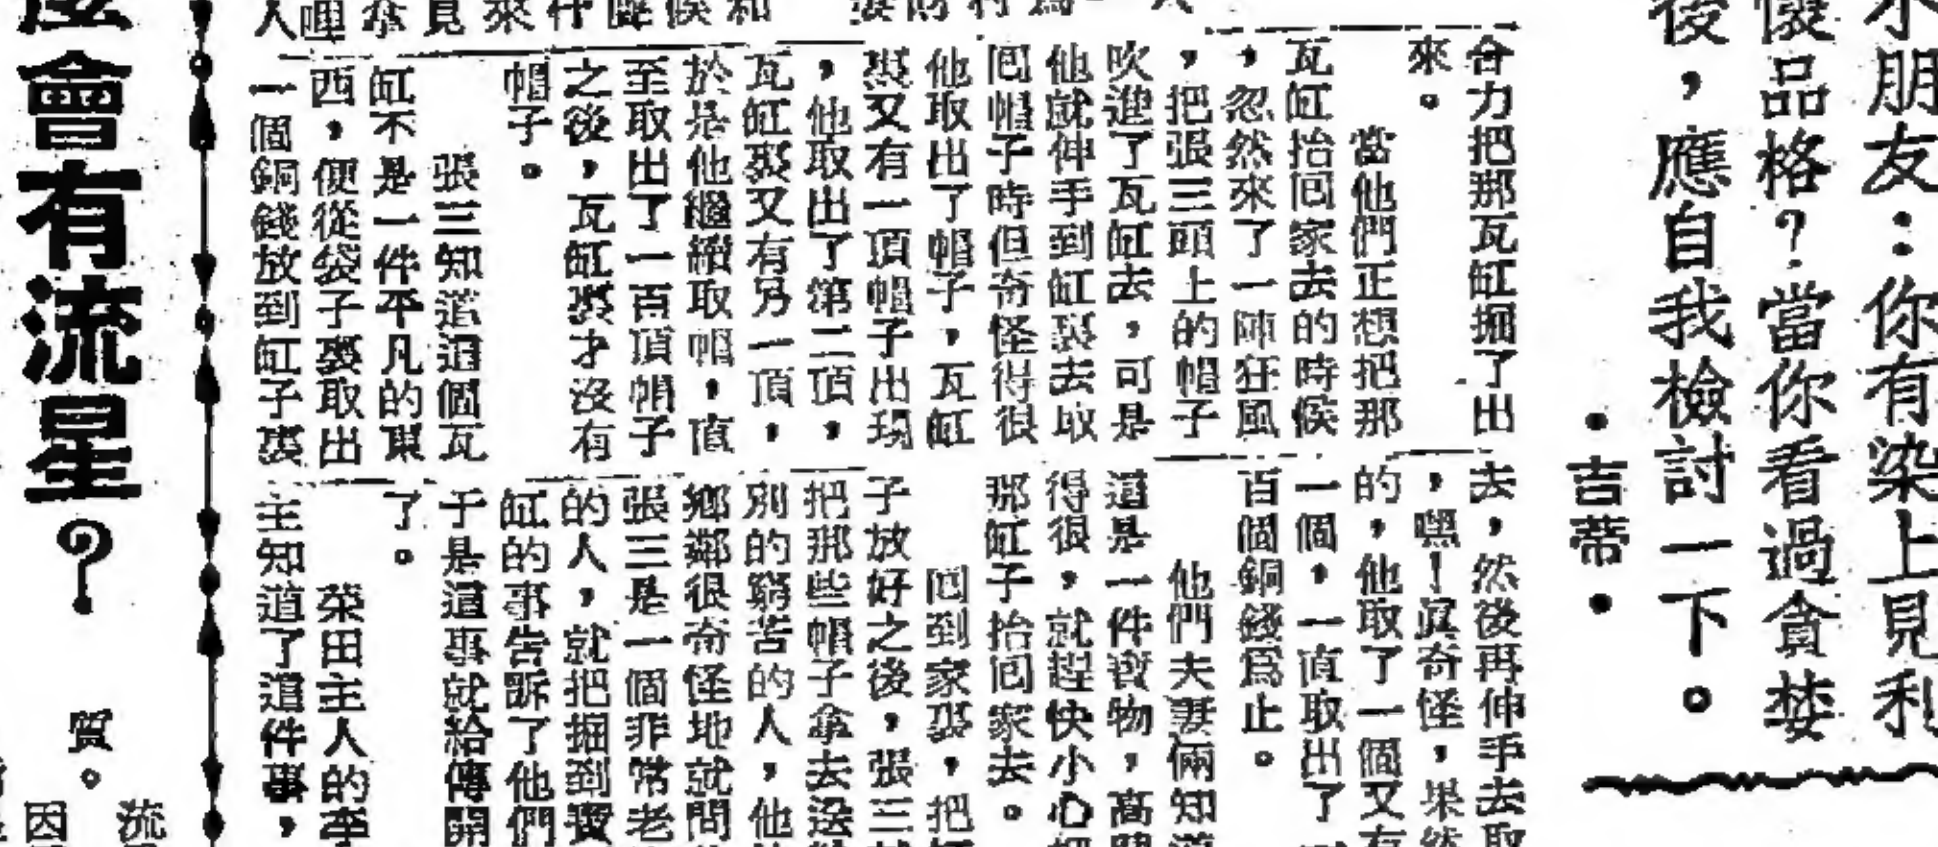 朋友：你有染上見利
懷品格？當你看過貪婪
後，應自我檢討一下。
•吉蒂•
合力把那瓦缸掘了出
來。
當他們正想把那
瓦缸抬囘家去的時候
，忽然來了一陣狂風
，把張三頭上的帽子
吹進了瓦缸去，可是
他就伸手到缸裏去取
囘帽子時但奇怪得很
他取出了帽子，瓦缸
裏又有一頂帽子出現
，他取出了第二頂，
瓦缸裏又有另一頂，
於是他繼續取帽，直
至取出了一百頂帽子
之後，瓦缸裏才沒有
帽子。
張三知道這個瓦
缸不是一件平凡的東
西，便從袋子裏取出
一個銅錢放到缸子裏
去，然後再伸手去取
，嘿！眞奇怪，果然
的，他取了一個又有
一個，一直取出了
百個銅錢爲止。
他們夫妻倆知道
這是一件寶物，高興
得很，就趕快小心把
那缸子抬囘家去。
囘到家裏，把
子放好之後，張三
把那些帽子拿去送
別的窮苦的人，他
鄉鄰很奇怪地就問
張三是一個非常老
的人，就把掘到寶
缸的事告訴了他們
于是這事就給傳開
了。
荣田主人的李
主知道了這件事，
會有流星？
質。
流
因